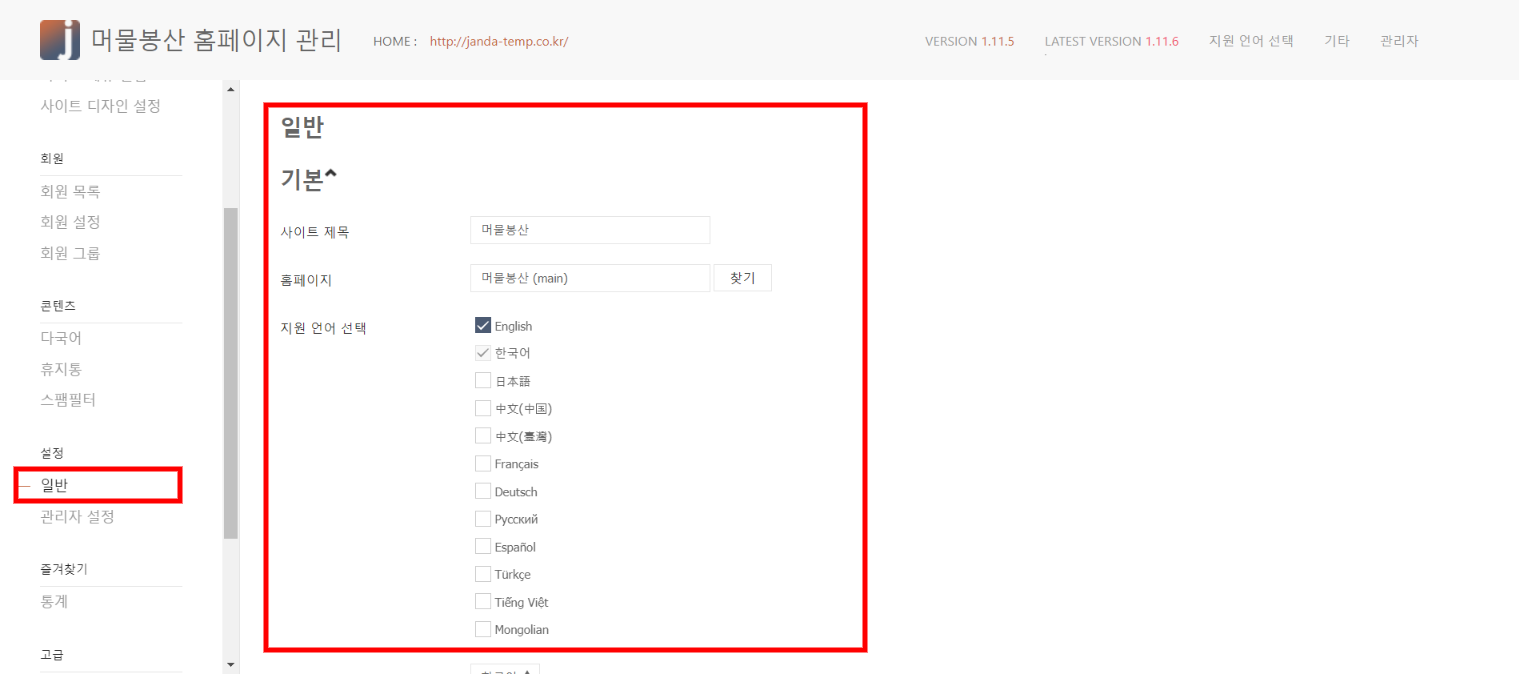 j 머물봉산 홈페이지 관리 HOME : http://janda-temp.co.kr/ VERSION 1.11.5 LATEST VERSION 1.11.6 지원 언어 선택 기타 관리자
사이트 디자인 설정
회원
회원 목록
회원 설정
회원 그룹
콘텐츠
다국어
휴지통
스팸필터
설정
일반
관리자 설정
즐겨찾기
통계
고급
일반
기본
사이트 제목 머물봉산
홈페이지 머물봉산 (main) 찾기
지원 언어 선택 English
한국어
日本語
中文(中国)
中文(臺灣)
Français
Deutsch
Русский
Español
Türkçe
Tiếng Việt
Mongolian